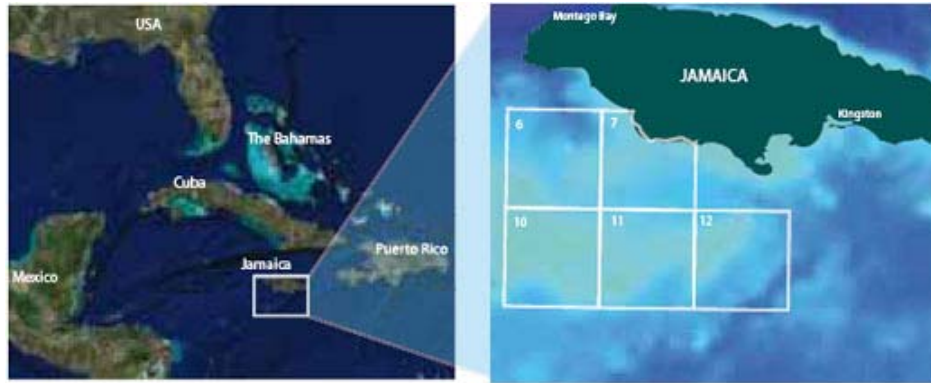 USA
The Bahamas
Cuba
Puerto Rico
Jamaica
Mexico
Montego Bay
JAMAICA
Kingston
6
7
10
11
12